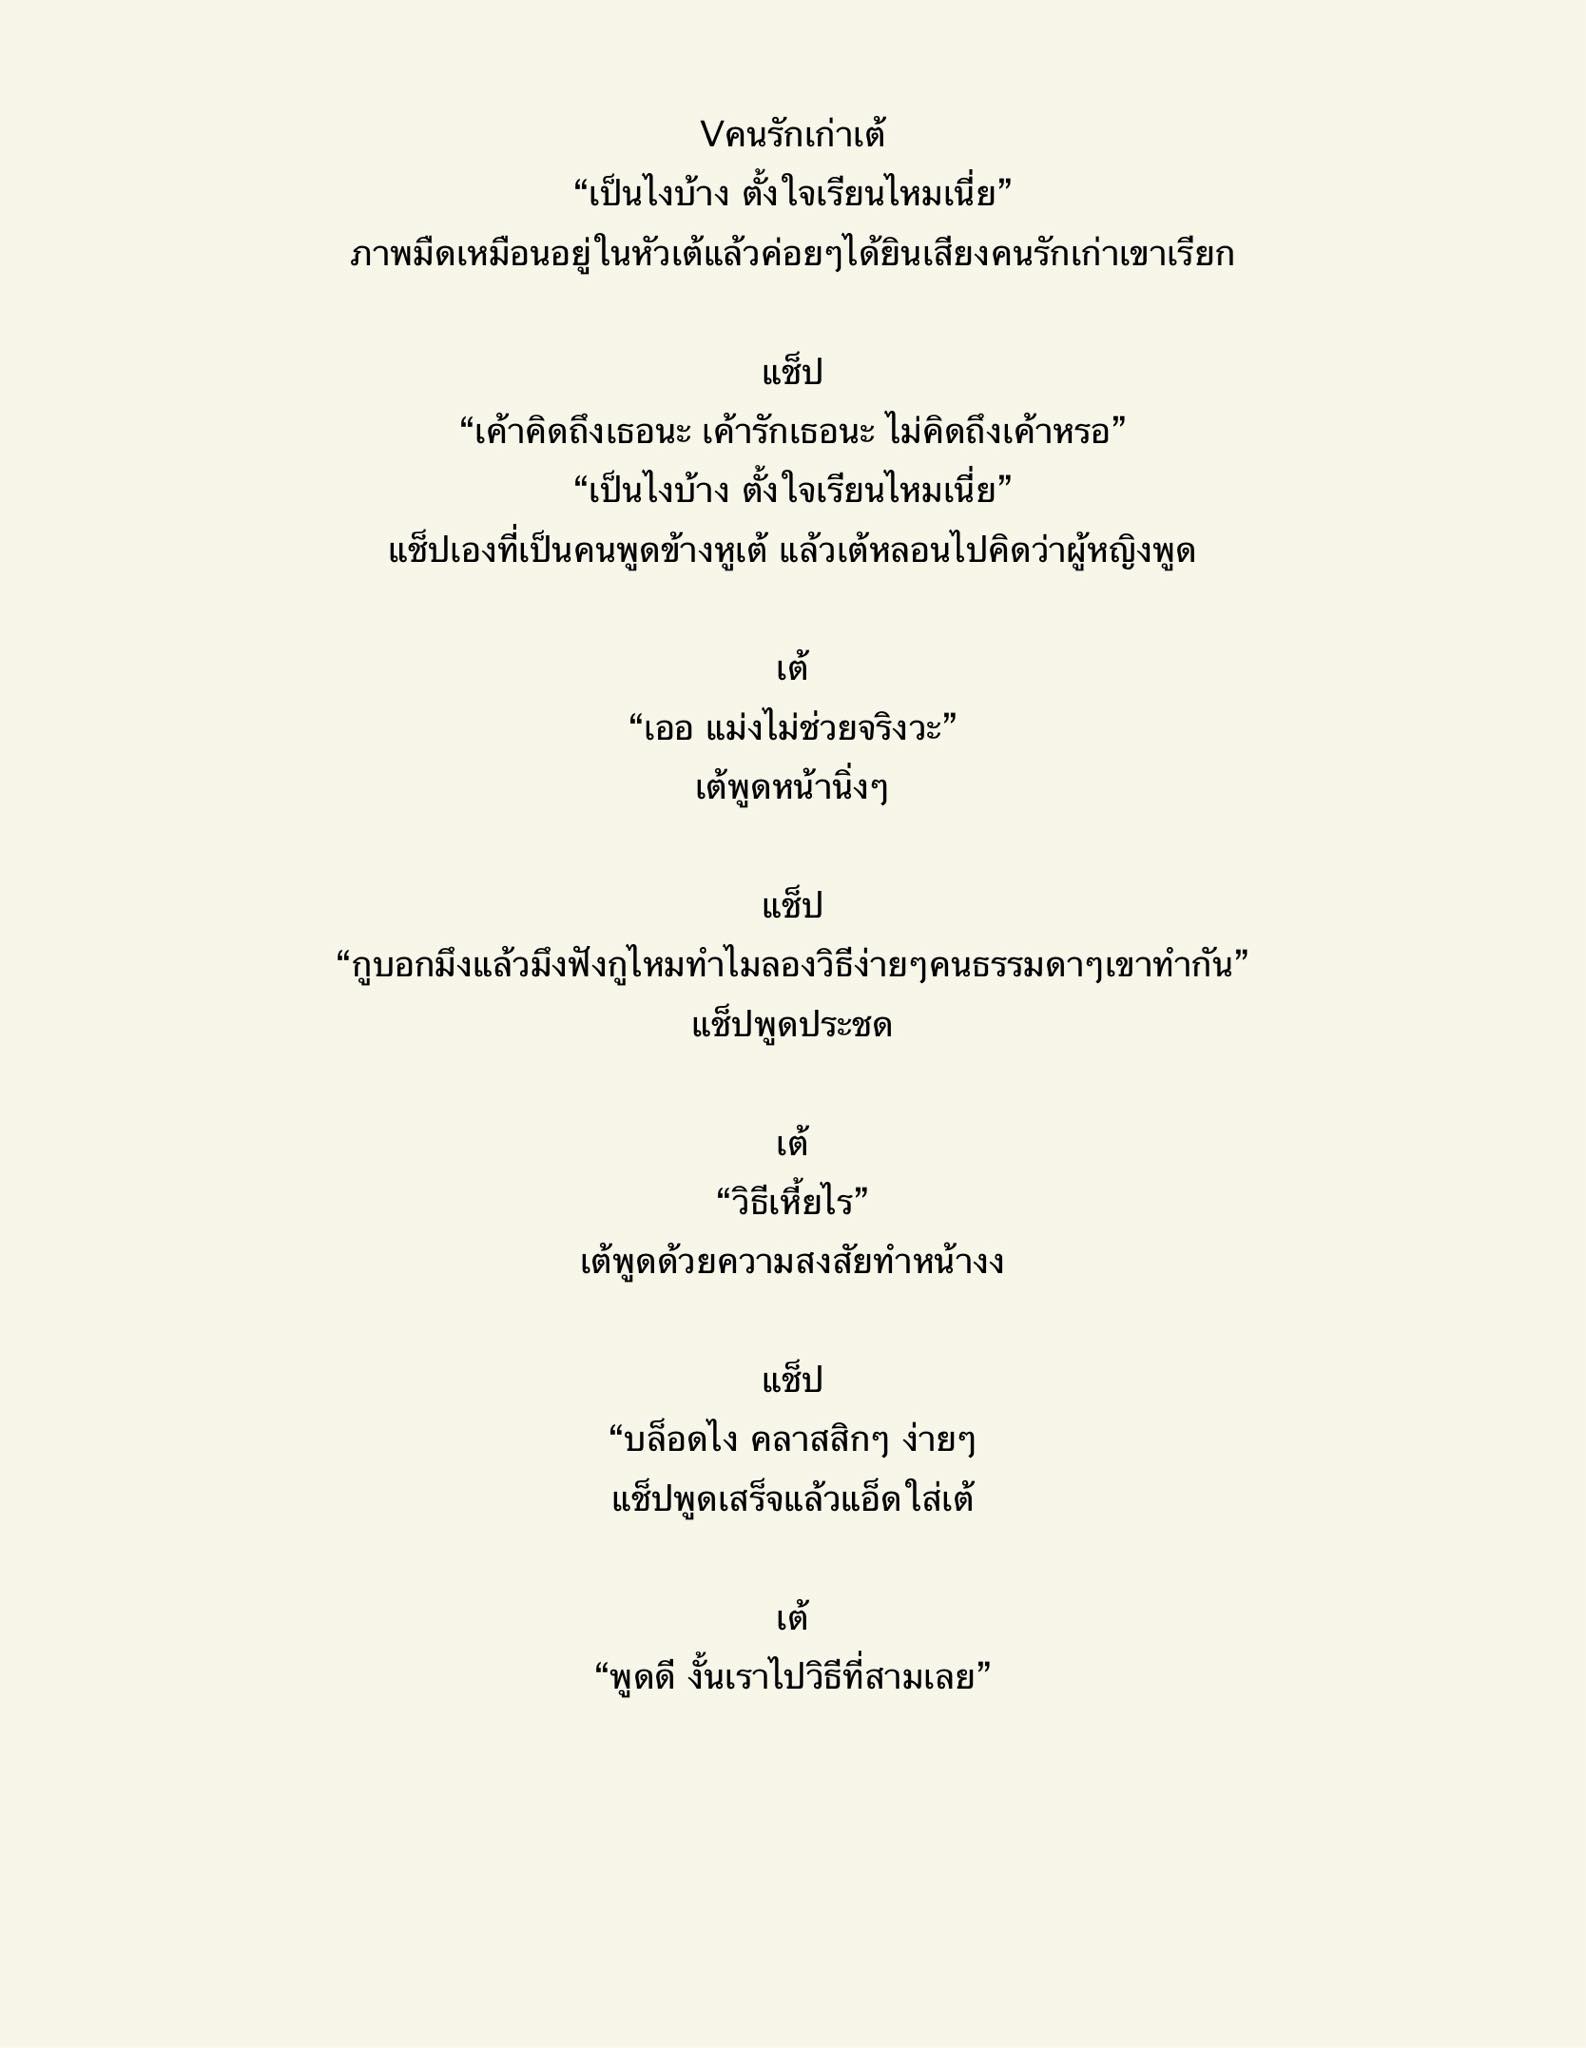 Vคนรักเก่าเต้
“เป็นไงบ้าง ตั้งใจเรียนไหมเนี่ย”
ภาพมืดเหมือนอยู่ในหัวเต้แล้วค่อยๆได้ยินเสียงคนรักเก่าเขาเรียก
แช็ป
“เค้าคิดถึงเธอนะ เค้ารักเธอนะ ไม่คิดถึงเค้าหรอ”
“เป็นไงบ้าง ตั้งใจเรียนไหมเนี่ย”
แช็ปเองที่เป็นคนพูดข้างหูเต้ แล้วเต้หลอนไปคิดว่าผู้หญิงพูด
เต้
“เออ แม่งไม่ช่วยจริงวะ”
เต้พูดหน้านิ่งๆ
แช็ป
“กูบอกมึงแล้วมึงฟังกูไหมทำไมลองวิธีง่ายๆคนธรรมดาๆเขาทำกัน”
แช็ปพูดประชด
เต้
“วิธีเหี้ยไร”
เต้พูดด้วยความสงสัยทำหน้างง
แช็ป
“บล็อดไง คลาสสิกๆ ง่ายๆ
แช็ปพูดเสร็จแล้วแอ็ดใส่เต้
เต้
“พูดดี งั้นเราไปวิธีที่สามเลย”